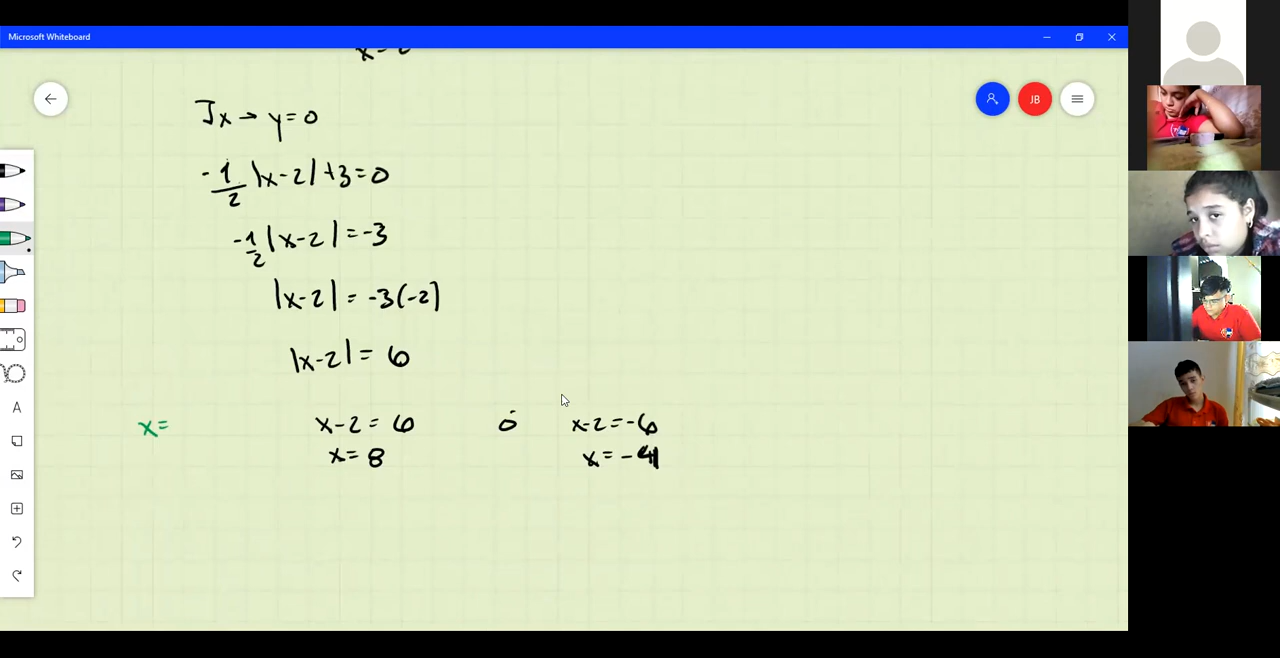 Microsoft Whiteboard
Ix → y=0
-1/2 |x-2| +3=0
-1/2 |x-2| = -3
|x-2| = -3(-2)
|x-2| = 6
x= x-2 = 6 ó x-2=-6
x= 8 x= -4
JB
A